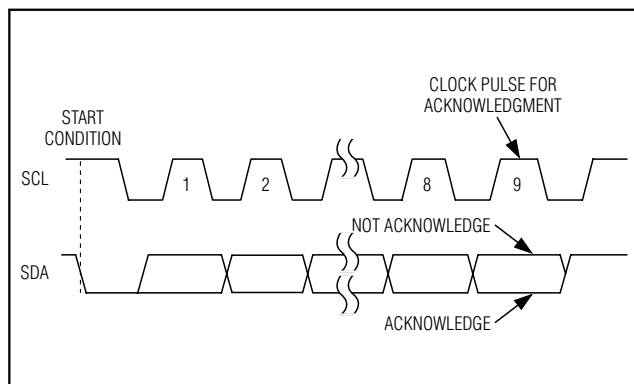 CLOCK PULSE FOR
ACKNOWLEDGMENT
START
CONDITION
SCL
1
2
8
9
NOT ACKNOWLEDGE
SDA
ACKNOWLEDGE